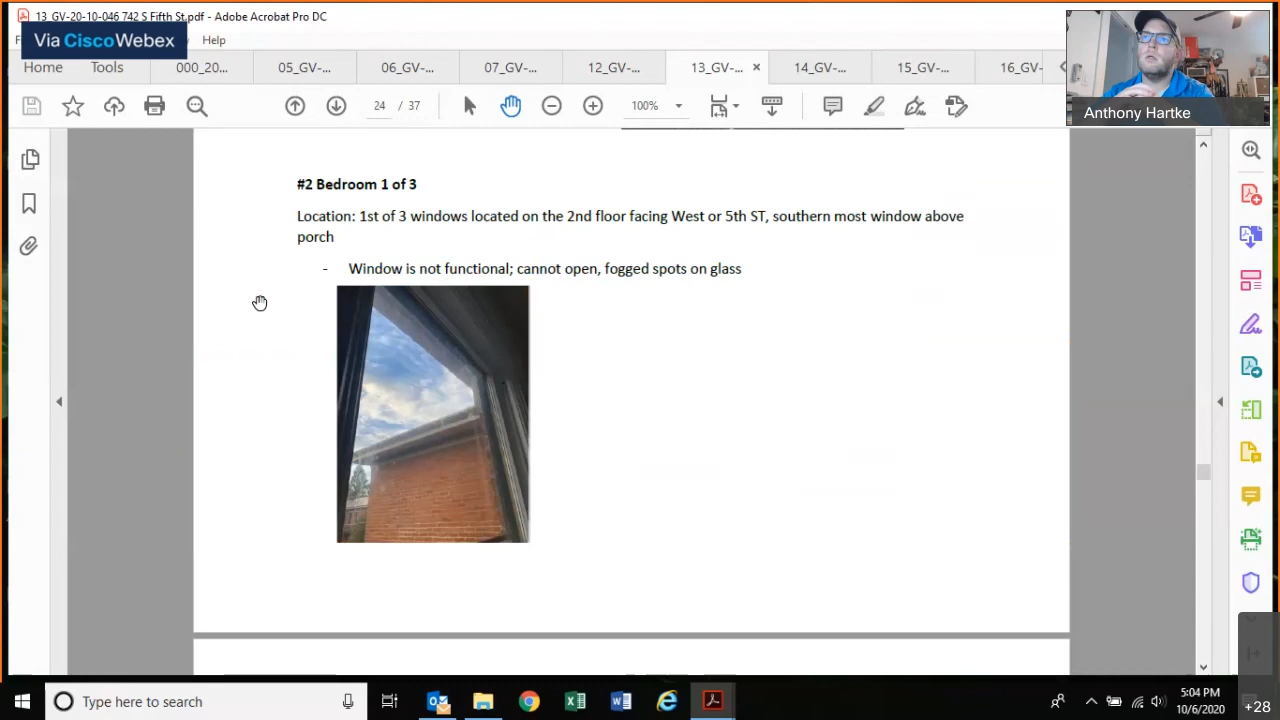 13_GV-20-10-046 742 S Fifth St.pdf - Adobe Acrobat Pro DC
Via Cisco Webex
Help
Home Tools 000_20... 05_GV-... 06_GV-... 07_GV-... 12_GV-... 13_GV-... × 14_GV-... 15_GV-... 16_GV-
24 / 37 100%
Anthony Hartke
#2 Bedroom 1 of 3
Location: 1st of 3 windows located on the 2nd floor facing West or 5th ST, southern most window above
porch
- Window is not functional; cannot open, fogged spots on glass
Type here to search
5:04 PM
10/6/2020
+28